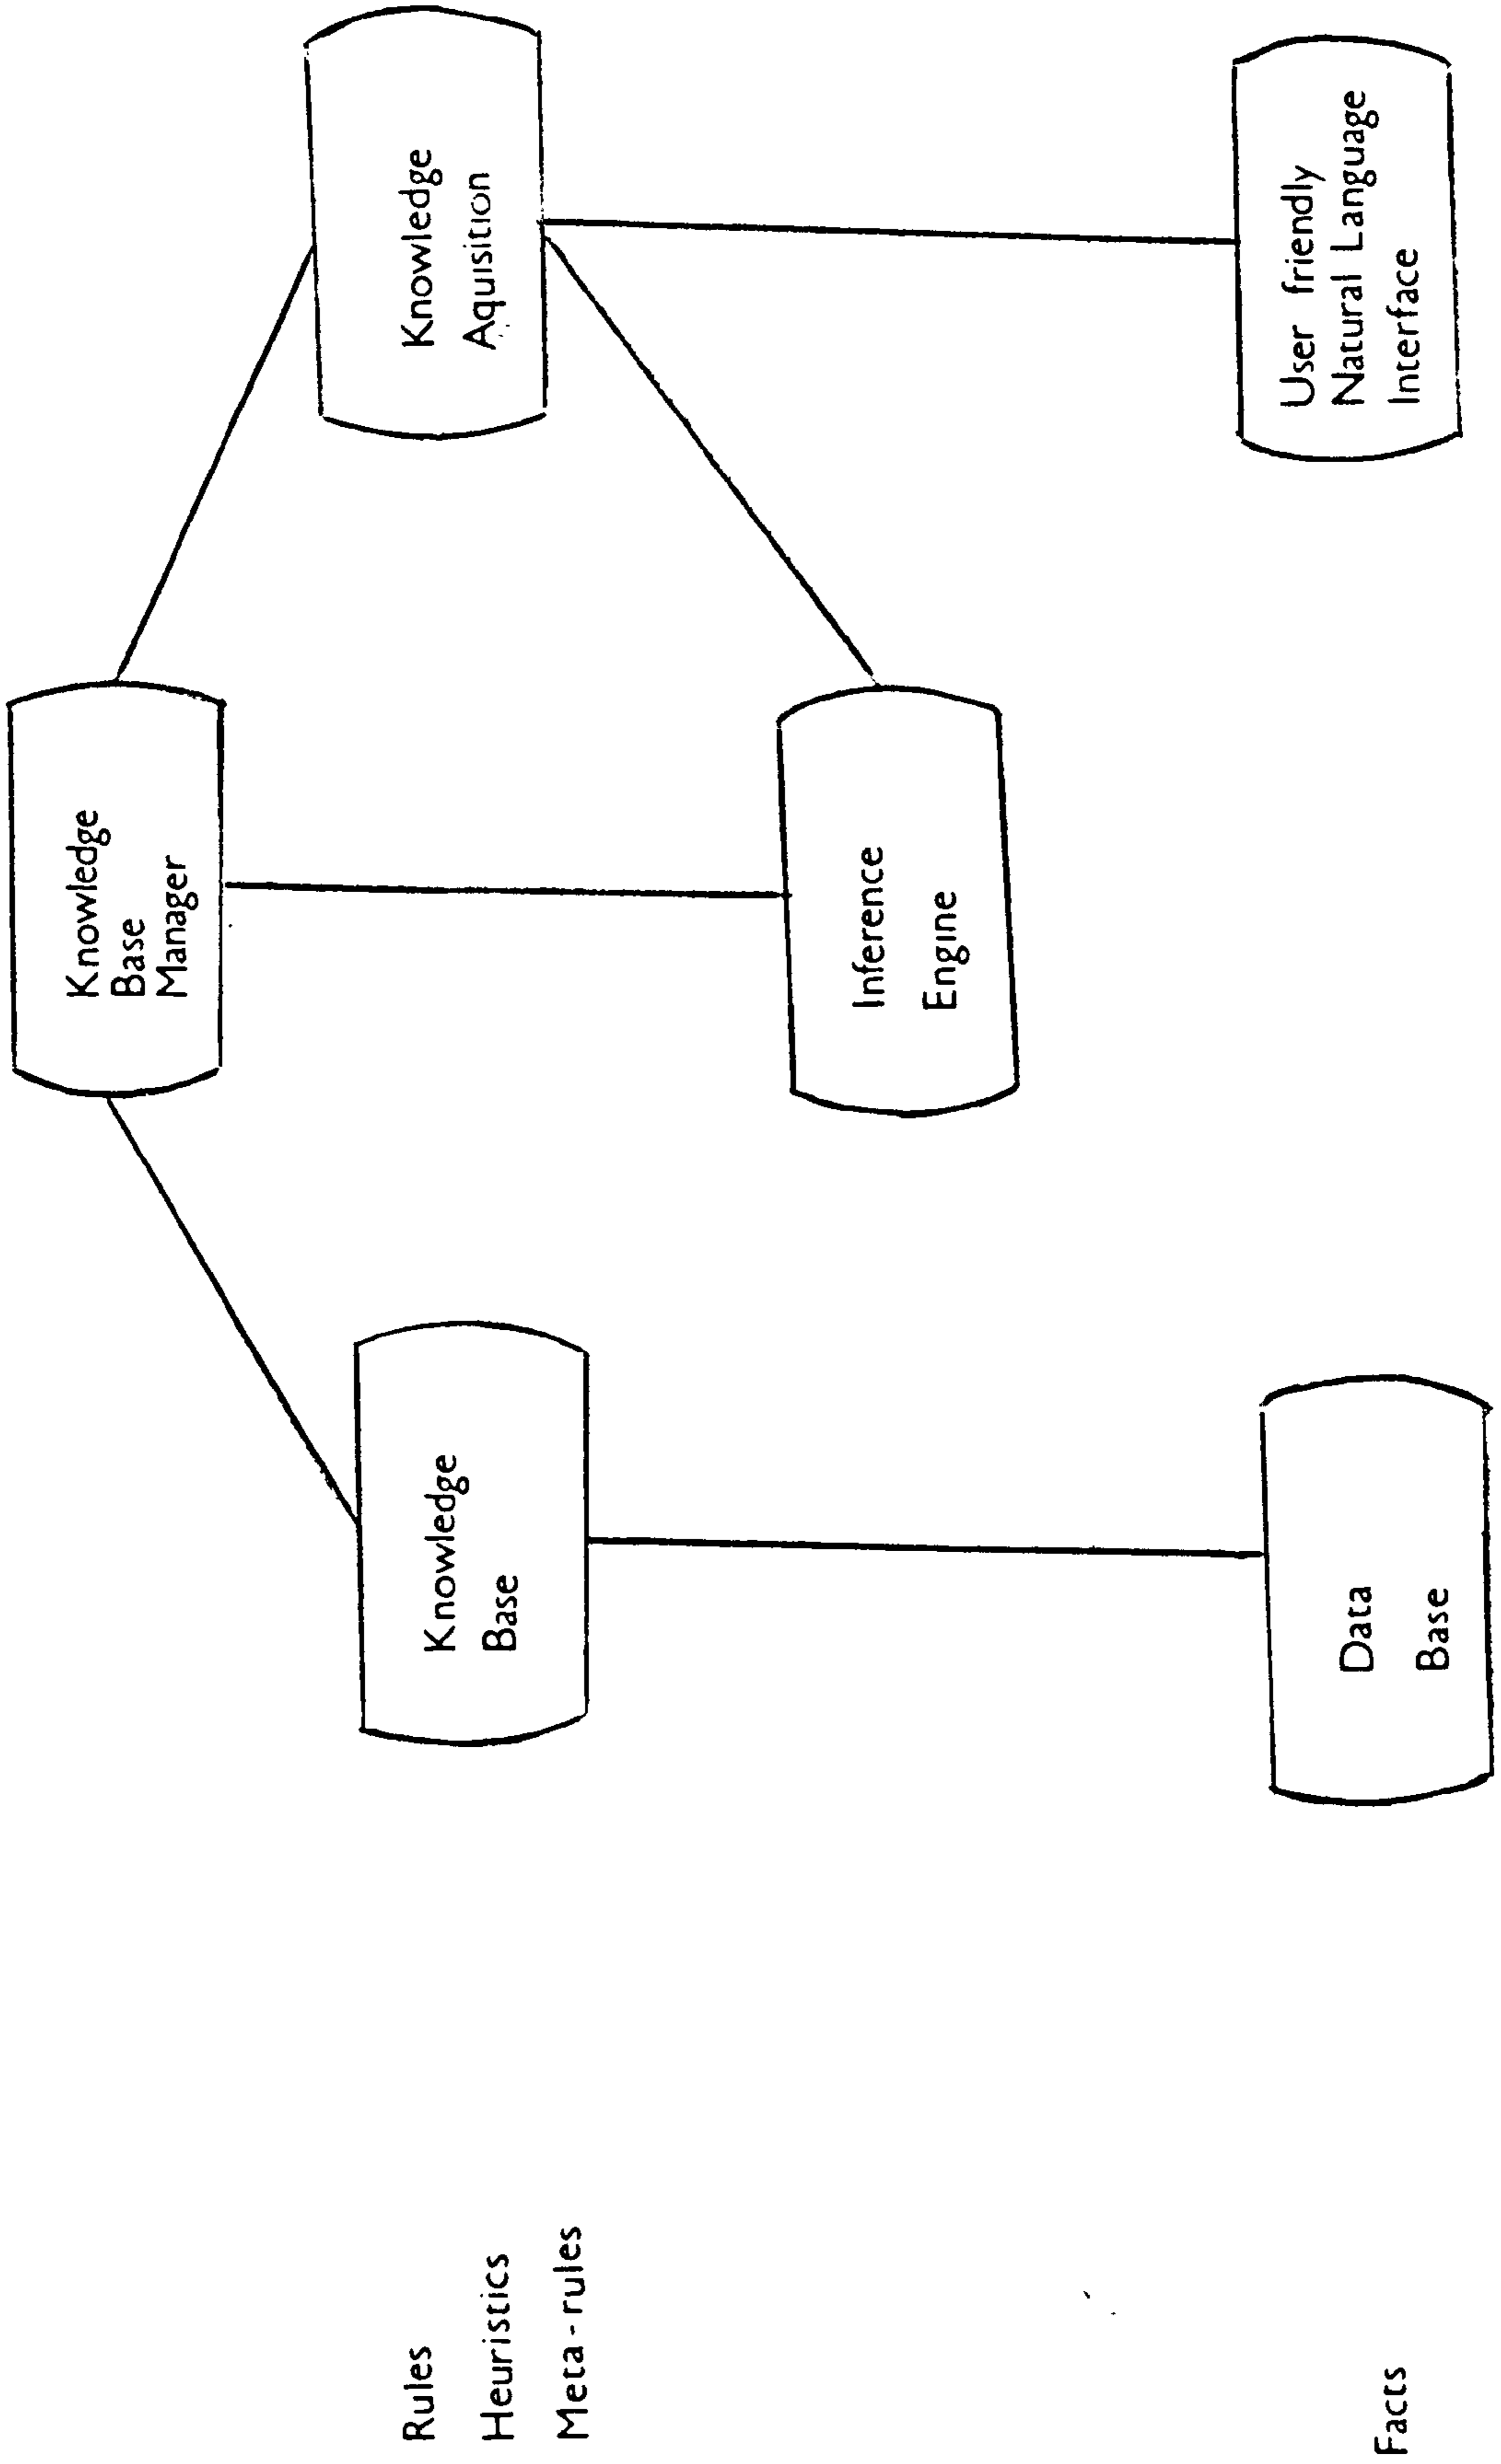 Knowledge
Base
Manager
Rules
Heuristics
Meta-rules
Knowledge
Base
Knowledge
Aquisition
Inference
Engine
Facts
Data
Base
User friendly
Natural Language
Interface